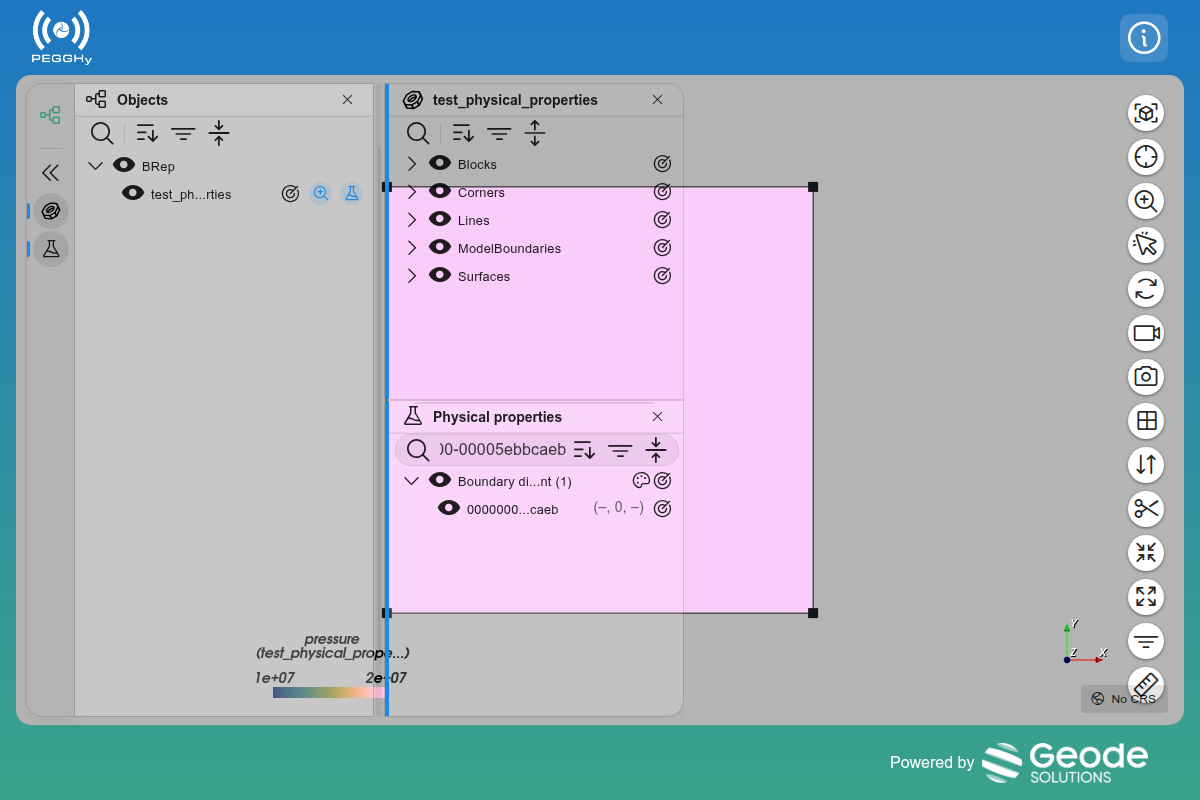 PEGGHy
Objects
BRep
test_ph...rties
test_physical_properties
Blocks
Corners
Lines
ModelBoundaries
Surfaces
Physical properties
00-00005ebbcaeb
Boundary di...nt (1)
0000000...caeb
(–, 0, –)
pressure
(test_physical_prope...)
1e+07
2e+07
Y
Z
X
No CRS
Powered by
Geode
SOLUTIONS